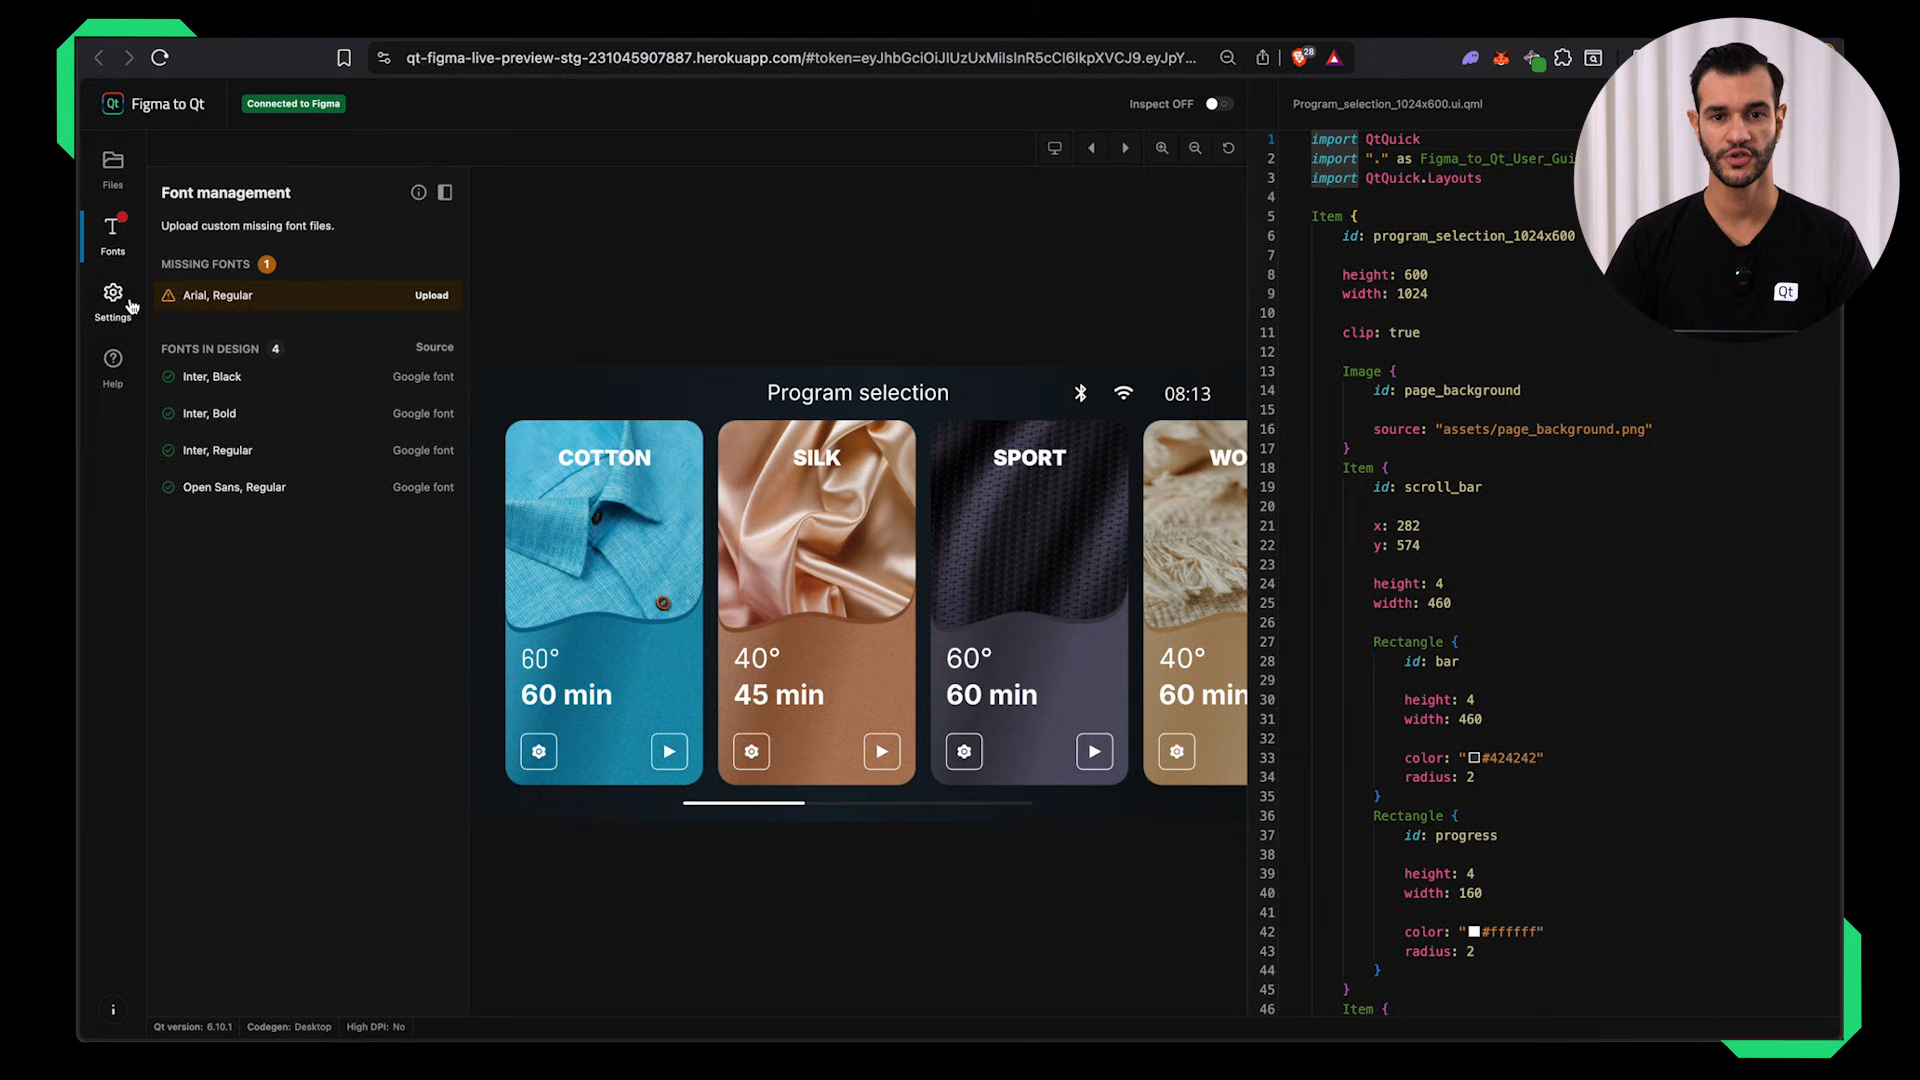 qt-figma-live-preview-stg-231045907887.herokuapp.com/#token=eyJhbGciOiJIUzUxMiIsInR5cCI6IkpXVCJ9.eyJpY...
28
Qt Figma to Qt
Connected to Figma
Inspect OFF
Program_selection_1024x600.ui.qml
Files
Fonts
Settings
Help
Font management
Upload custom missing font files.
MISSING FONTS 1
Arial, Regular Upload
FONTS IN DESIGN 4 Source
Inter, Black Google font
Inter, Bold Google font
Inter, Regular Google font
Open Sans, Regular Google font
Program selection 08:13
COTTON
60°
60 min
SILK
40°
45 min
SPORT
60°
60 min
WO
40°
60 min
1 import QtQuick
2 import "." as Figma_to_Qt_User_Gui
3 import QtQuick.Layouts
4
5 Item {
6 id: program_selection_1024x600
7
8 height: 600
9 width: 1024
10
11 clip: true
12
13 Image {
14 id: page_background
15
16 source: "assets/page_background.png"
17 }
18 Item {
19 id: scroll_bar
20
21 x: 282
22 y: 574
23
24 height: 4
25 width: 460
26
27 Rectangle {
28 id: bar
29
30 height: 4
31 width: 460
32
33 color: "#424242"
34 radius: 2
35 }
36 Rectangle {
37 id: progress
38
39 height: 4
40 width: 160
41
42 color: "#ffffff"
43 radius: 2
44 }
45 }
46 Item {
Qt
Qt version: 6.10.1 Codegen: Desktop High DPI: No